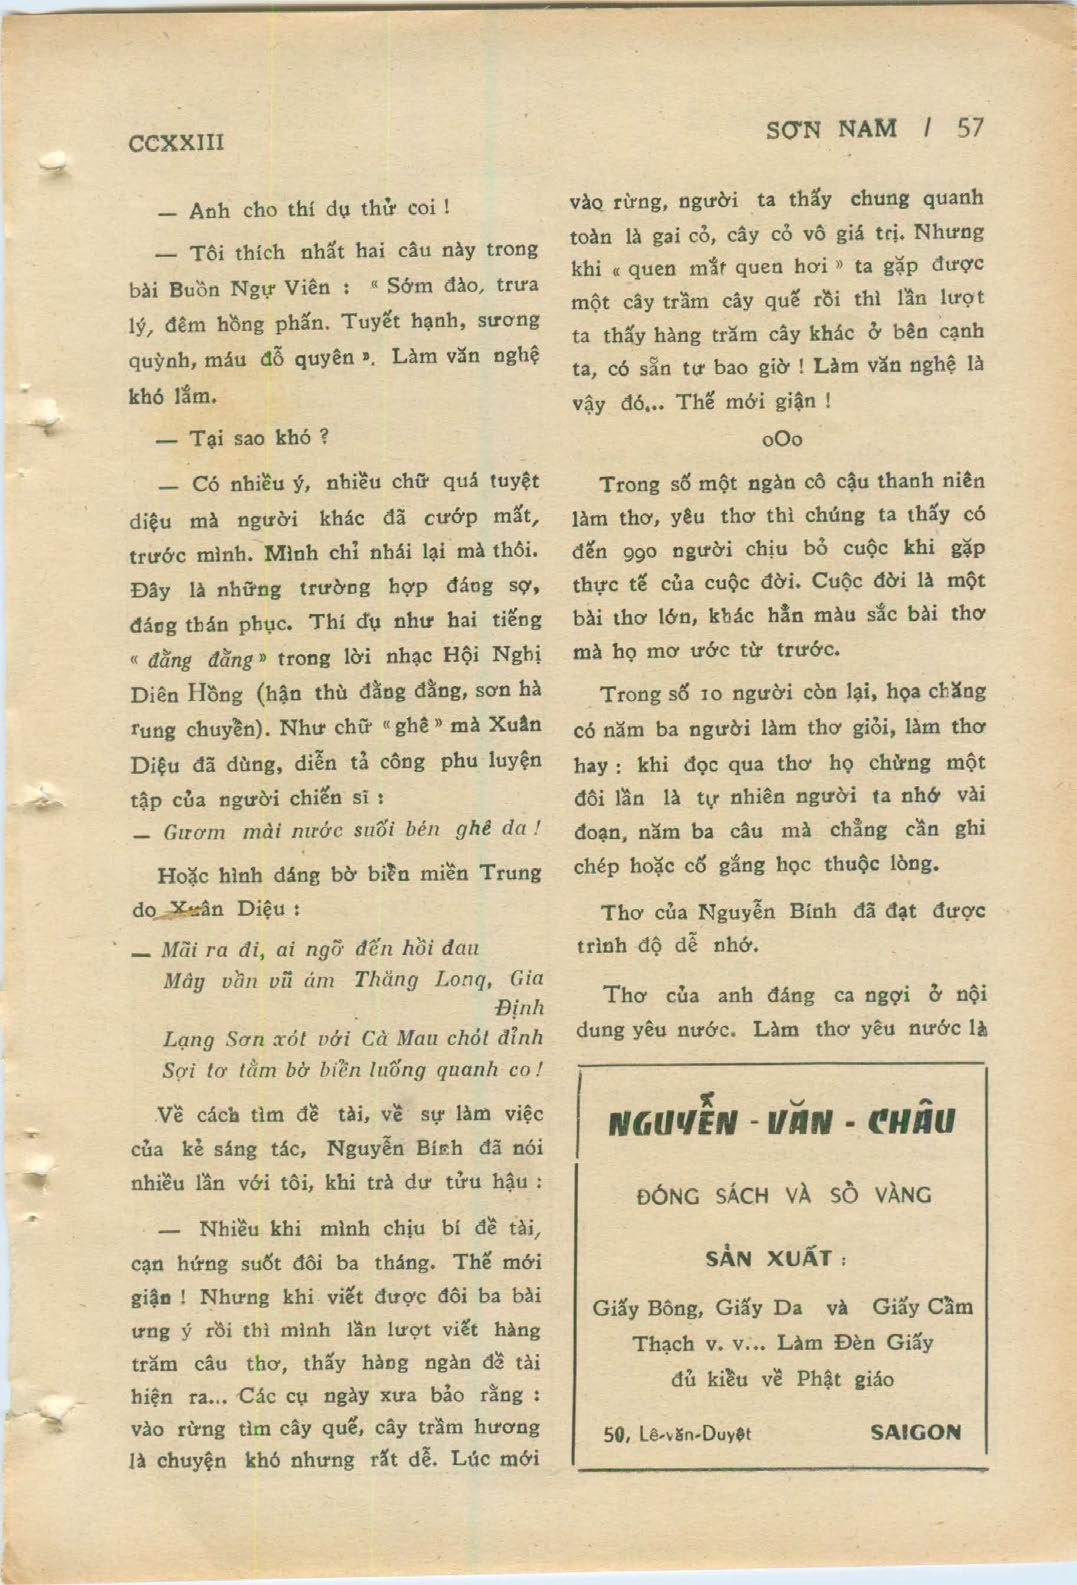 CCXXIII
SƠN NAM / 57
— Anh cho thí dụ thử coi !
— Tôi thích nhất hai câu này trong
bài Buồn Ngự Viên : « Sớm đào, trưa
lý, đêm hồng phấn. Tuyết hạnh, sương
quỳnh, máu đỗ quyên ». Làm văn nghệ
khó lắm.
— Tại sao khó ?
— Có nhiều ý, nhiều chữ quá tuyệt
diệu mà người khác đã cướp mất,
trước mình. Mình chỉ nhái lại mà thôi.
Đây là những trường hợp đáng sợ,
đáng thán phục. Thí dụ như hai tiếng
« đằng đằng » trong lời nhạc Hội Nghị
Diên Hồng (hận thù đằng đằng, sơn hà
rung chuyền). Như chữ « ghê » mà Xuân
Diệu đã dùng, diễn tả công phu luyện
tập của người chiến sĩ :
— Gươm mài nước suối bén ghê da !
Hoặc hình dáng bờ biền miền Trung
do Xuân Diệu :
— Mãi ra đi, ai ngỡ đến hồi đau
Mây vần vũ ám Thăng Long, Gia
Định
Lạng Sơn xót với Cà Mau chót đỉnh
Sợi tơ tằm bờ biền luống quanh co !
Về cách tìm đề tài, về sự làm việc
của kẻ sáng tác, Nguyễn Bính đã nói
nhiều lần với tôi, khi trà dư tửu hậu :
— Nhiều khi mình chịu bí đề tài,
cạn hứng suốt đôi ba tháng. Thế mới
giận ! Nhưng khi viết được đôi ba bài
ưng ý rồi thì mình lần lượt viết hàng
trăm câu thơ, thấy hàng ngàn đề tài
hiện ra... Các cụ ngày xưa bảo rằng :
vào rừng tìm cây quế, cây trầm hương
là chuyện khó nhưng rất dễ. Lúc mới
vào rừng, người ta thấy chung quanh
toàn là gai cỏ, cây cỏ vô giá trị. Nhưng
khi « quen mắt quen hơi » ta gặp được
một cây trầm cây quế rồi thì lần lượt
ta thấy hàng trăm cây khác ở bên cạnh
ta, có sẵn tự bao giờ ! Làm văn nghệ là
vậy đó... Thế mới giận !
oOo
Trong số một ngàn cô cậu thanh niên
làm thơ, yêu thơ thì chúng ta thấy có
đến 990 người chịu bỏ cuộc khi gặp
thực tế của cuộc đời. Cuộc đời là một
bài thơ lớn, khác hẳn màu sắc bài thơ
mà họ mơ ước từ trước.
Trong số 10 người còn lại, họa chăng
có năm ba người làm thơ giỏi, làm thơ
hay : khi đọc qua thơ họ chừng một
đôi lần là tự nhiên người ta nhớ vài
đoạn, năm ba câu mà chẳng cần ghi
chép hoặc cố gắng học thuộc lòng.
Thơ của Nguyễn Bính đã đạt được
trình độ dễ nhớ.
Thơ của anh đáng ca ngợi ở nội
dung yêu nước. Làm thơ yêu nước là
NGUYỄN - VĂN - CHÂU
ĐÓNG SÁCH VÀ SỒ VÀNG
SẢN XUẤT :
Giấy Bông, Giấy Da và Giấy Cầm
Thạch v. v... Làm Đèn Giấy
đủ kiều về Phật giáo
50, Lê-văn-Duyệt SAIGON